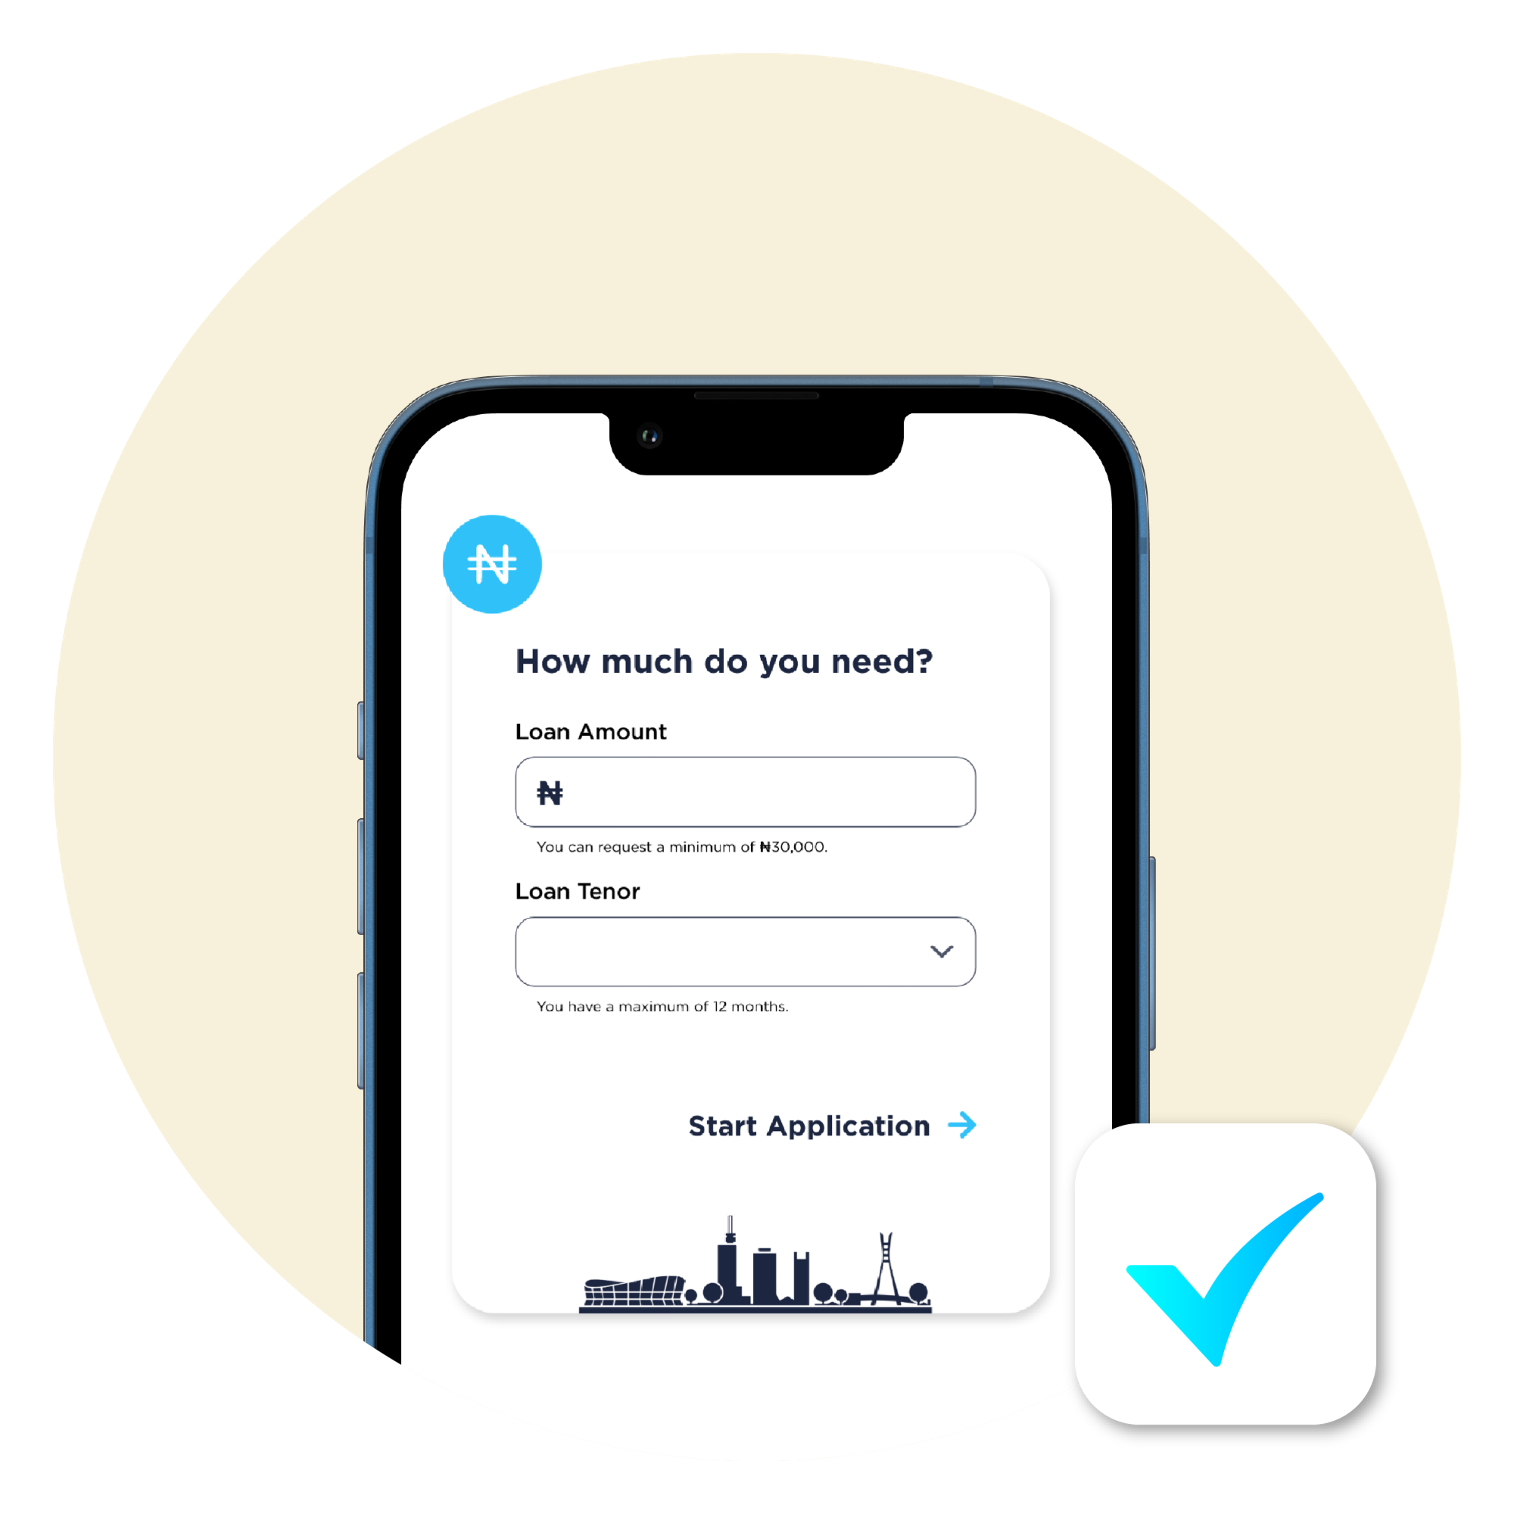 ₦
How much do you need?
Loan Amount
₦
You can request a minimum of ₦30,000.
Loan Tenor
You have a maximum of 12 months.
Start Application